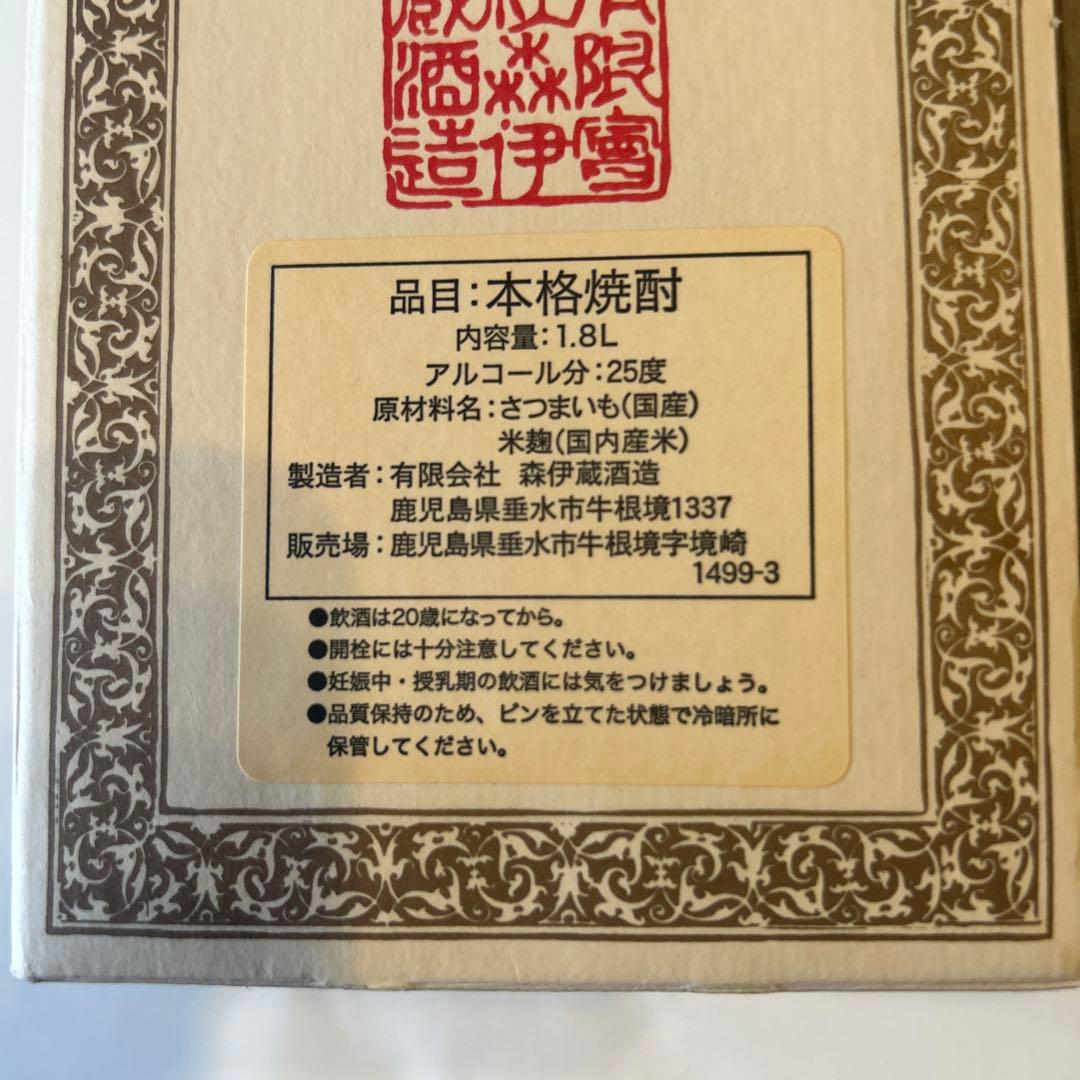 限會
社森伊
蔵酒造
品目：本格焼酎
内容量：1.8L
アルコール分：25度
原材料名：さつまいも(国産)
米麹(国内産米)
製造者：有限会社 森伊蔵酒造
鹿児島県垂水市牛根境1337
販売場：鹿児島県垂水市牛根境字境崎
1499-3
●飲酒は20歳になってから。
●開栓には十分注意してください。
●妊娠中・授乳期の飲酒には気をつけましょう。
●品質保持のため、ビンを立てた状態で冷暗所に
保管してください。